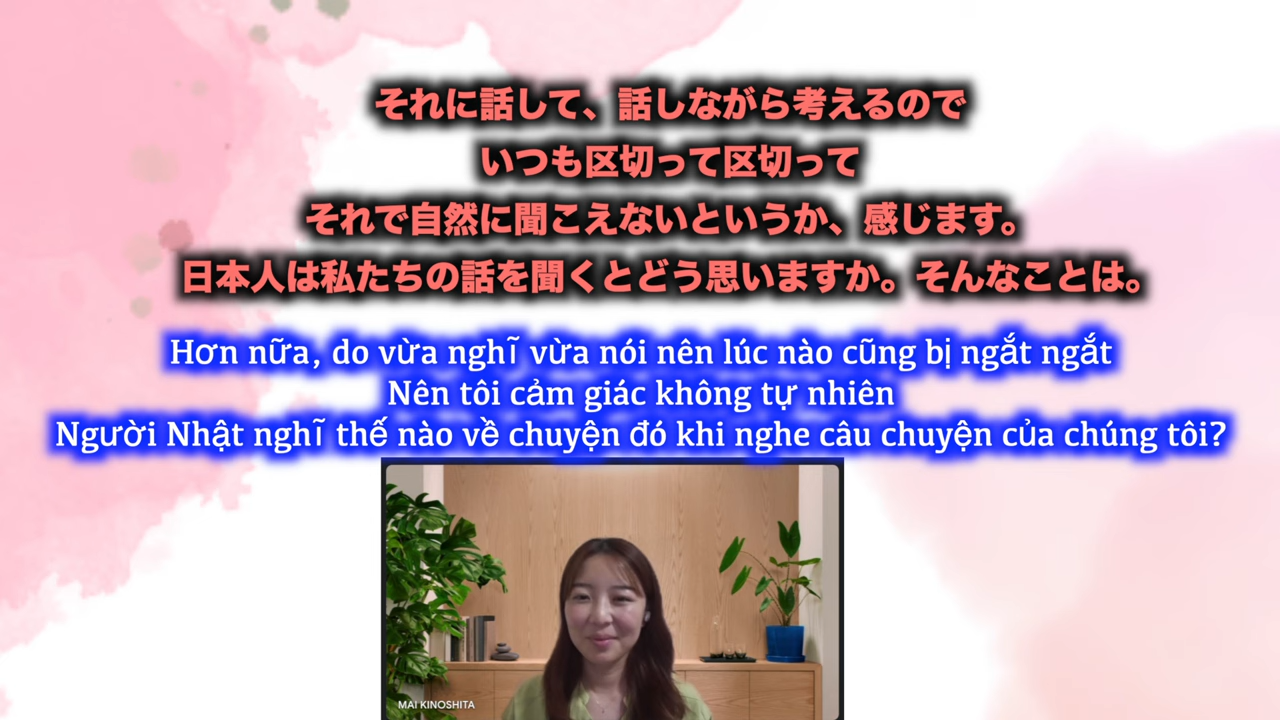 それに話して、話しながら考えるので
いつも区切って区切って
それで自然に聞こえないというか、感じます。
日本人は私たちの話を聞くとどう思いますか。そんなことは。
Hơn nữa, do vừa nghĩ vừa nói nên lúc nào cũng bị ngắt ngắt
Nên tôi cảm giác không tự nhiên
Người Nhật nghĩ thế nào về chuyện đó khi nghe câu chuyện của chúng tôi?
MAI KINOSHITA